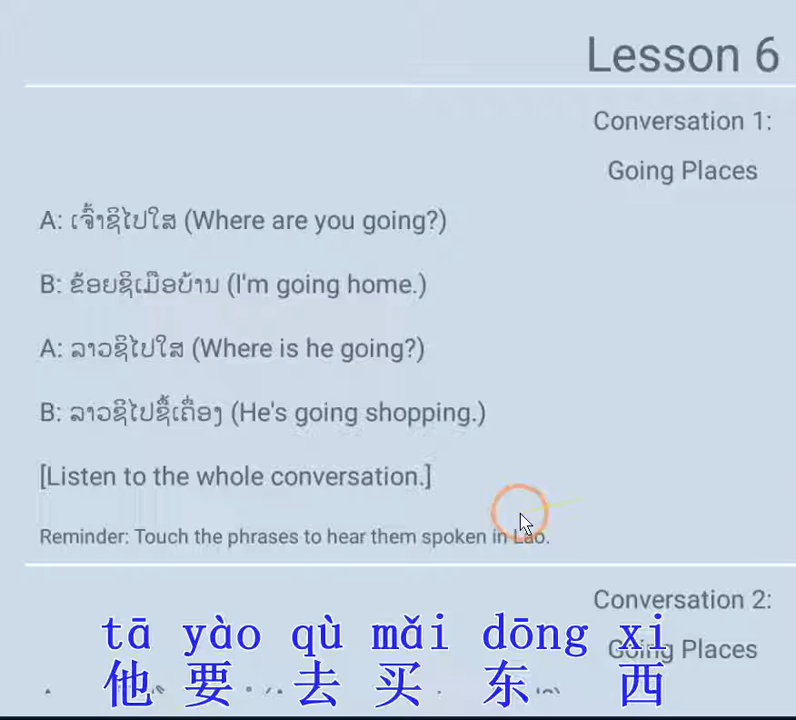 Lesson 6
Conversation 1:
Going Places
A: ເຈົ້າຊິໄປໃສ (Where are you going?)
B: ຂ້ອຍຊິເມືອບ້ານ (I'm going home.)
A: ລາວຊິໄປໃສ (Where is he going?)
B: ລາວຊິໄປຊື້ເຄື່ອງ (He's going shopping.)
[Listen to the whole conversation.]
Reminder: Touch the phrases to hear them spoken in Lao.
Conversation 2:
Going Places
tā yào qù mǎi dōng xi
他 要 去 买 东 西